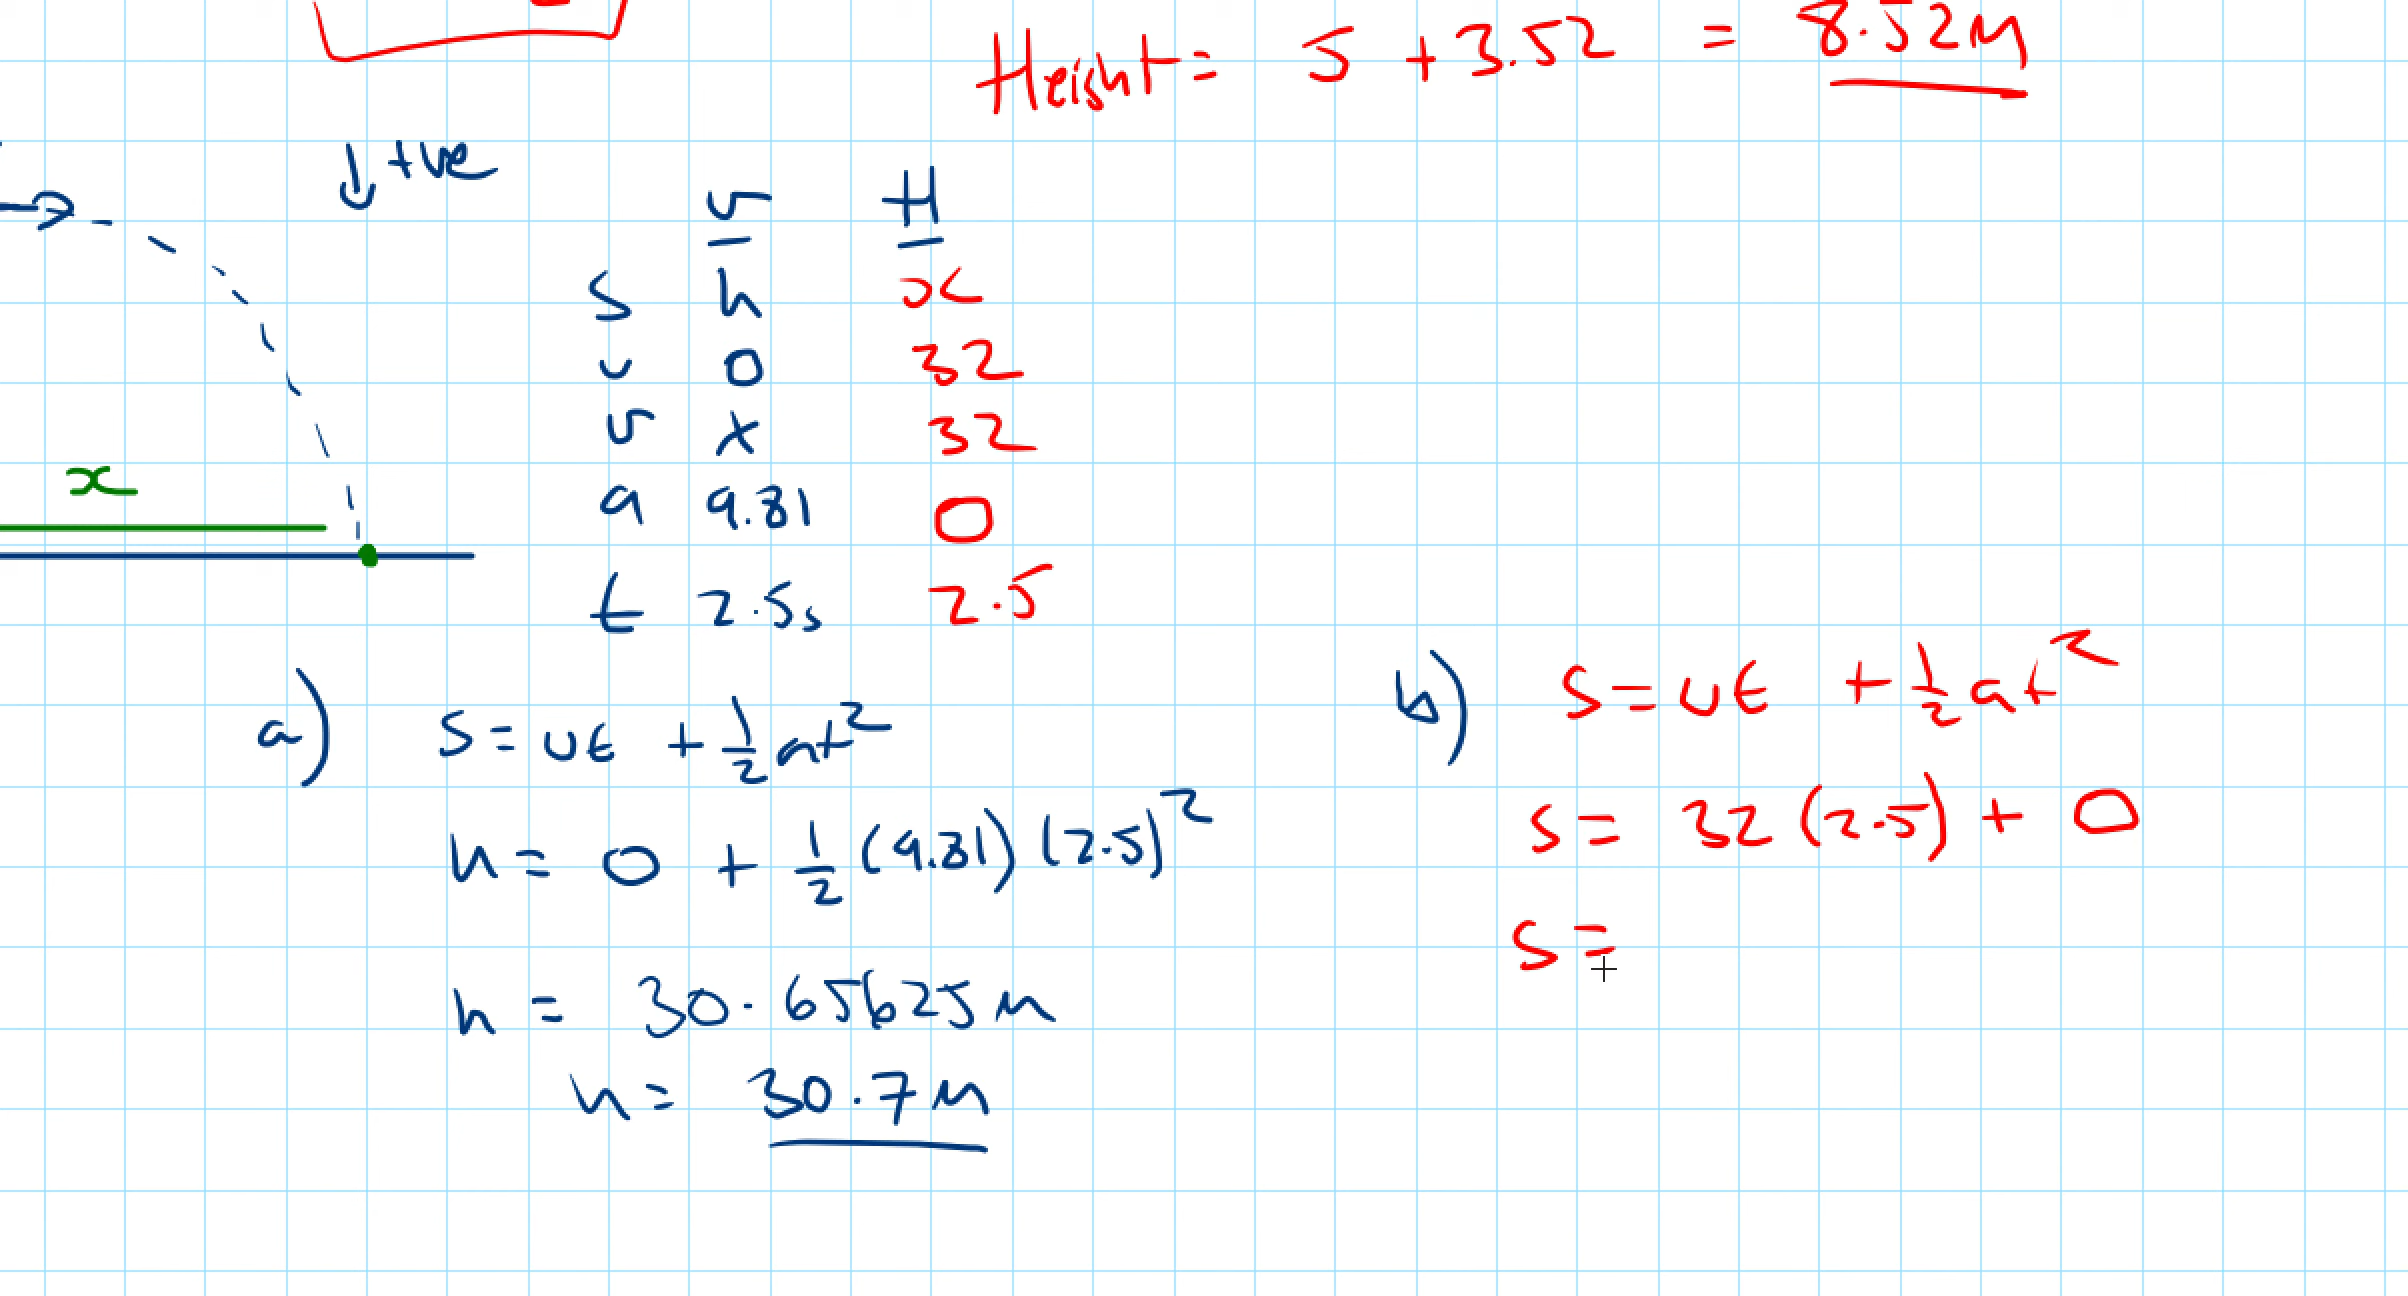 Height = 5 + 3.52 = 8.52m
↓ +ve
V H
s h x
u 0 32
v x 32
a 9.81 0
t 2.5s 2.5
x
a) s = ut + ½at²
h = 0 + ½(9.81)(2.5)²
h = 30.65625m
h = 30.7m
b) s = ut + ½at²
s = 32(2.5) + 0
s =